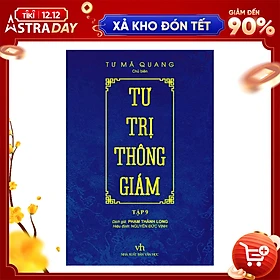 TIKI 12.12
ASTRADAY
XẢ KHO ĐÓN TẾT
GIẢM ĐẾN
90%
TƯ MÃ QUANG
Chủ biên
TƯ
TRỊ
THÔNG
GIÁM
TẬP 9
Dịch giả: PHẠM THÀNH LONG
Hiệu đính: NGUYỄN ĐỨC VỊNH
vh
NHÀ XUẤT BẢN VĂN HỌC